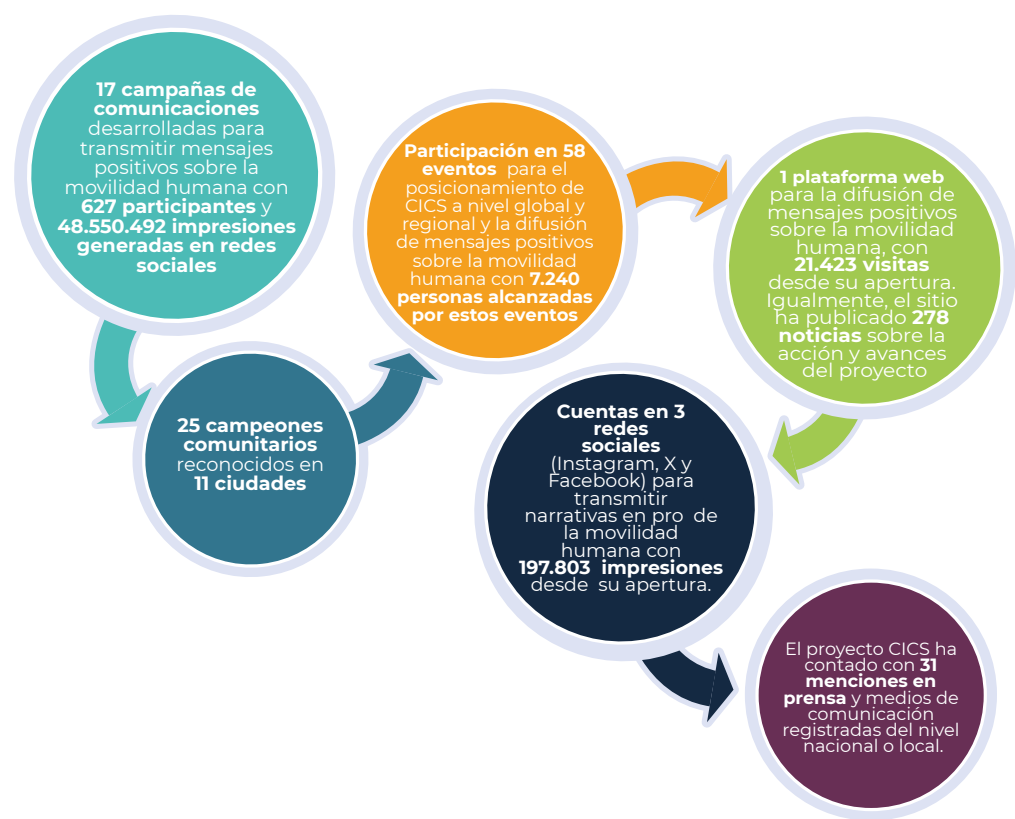 17 campañas de
comunicaciones
desarrolladas para
transmitir mensajes
positivos sobre la
movilidad humana con
627 participantes y
48.550.492 impresiones
generadas en redes
sociales
25 campeones
comunitarios
reconocidos en
11 ciudades
Participación en 58
eventos para el
posicionamiento de
CICS a nivel global y
regional y la difusión
de mensajes positivos
sobre la movilidad
humana con 7.240
personas alcanzadas
por estos eventos
1 plataforma web
para la difusión de
mensajes positivos
sobre la movilidad
humana, con
21.423 visitas
desde su apertura.
Igualmente, el sitio
ha publicado 278
noticias sobre la
acción y avances
del proyecto
Cuentas en 3
redes
sociales
(Instagram, X y
Facebook) para
transmitir
narrativas en pro de
la movilidad
humana con
197.803 impresiones
desde su apertura.
El proyecto CICS ha
contado con 31
menciones en
prensa y medios de
comunicación
registradas del nivel
nacional o local.